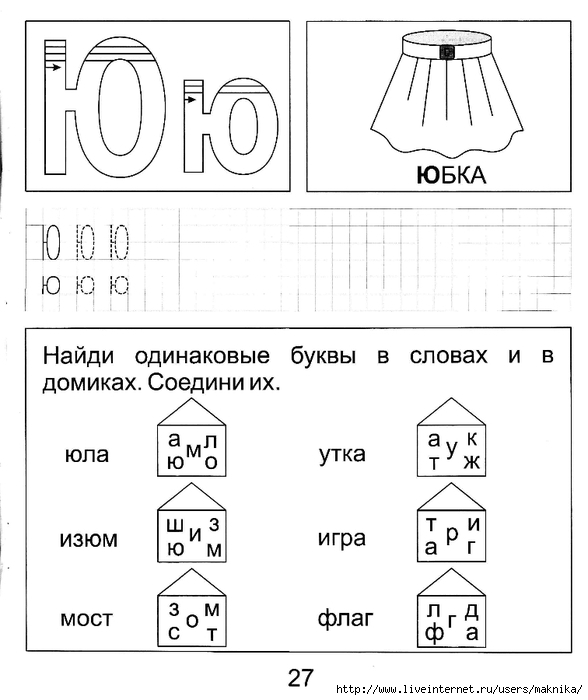 Ю ю
ЮБКА
Ю Ю Ю
ю ю ю
Найди одинаковые буквы в словах и в
домиках. Соедини их.
юла
а л
м
ю о
утка
а к
у
т ж
изюм
ш з
и
ю м
игра
т и
р
а г
мост
з м
о
с т
флаг
л д
г
ф а
27
http://www.liveinternet.ru/users/maknika/